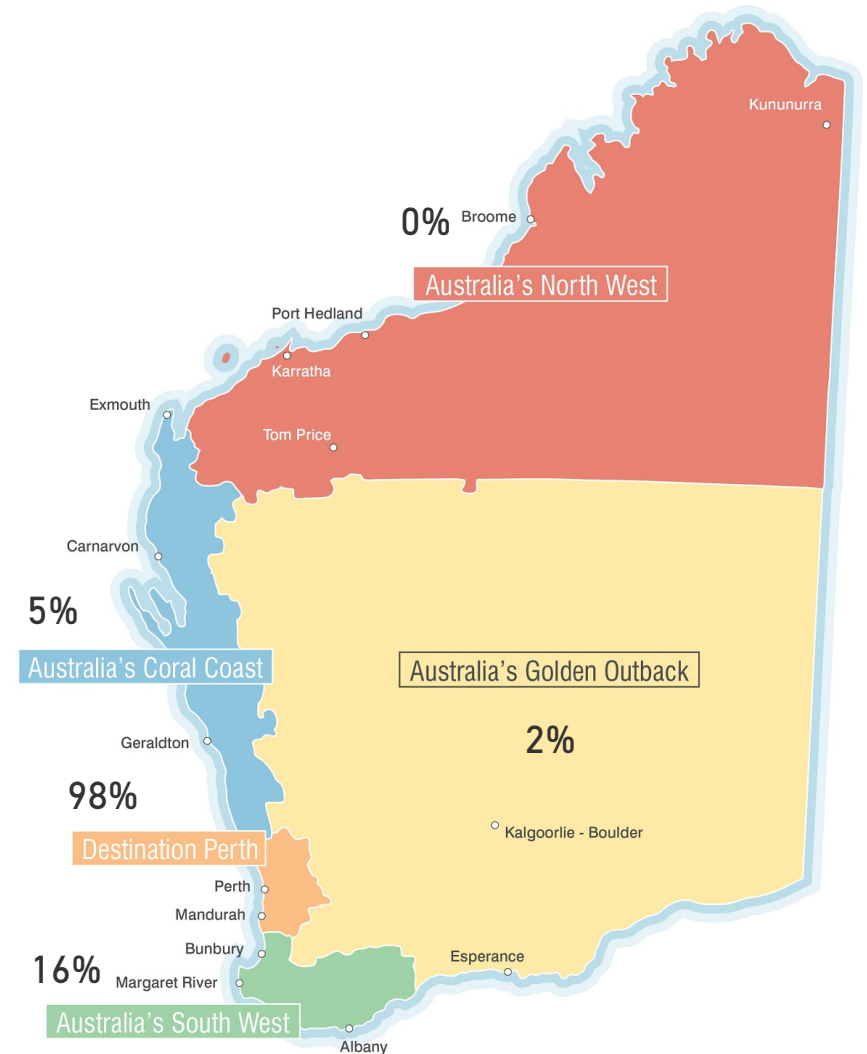 Kununurra
0% Broome
Australia's North West
Port Hedland
Karratha
Exmouth
Tom Price
Carnarvon
5%
Australia's Coral Coast
Australia's Golden Outback
2%
Geraldton
98%
Kalgoorlie - Boulder
Destination Perth
Perth
Mandurah
Bunbury
Esperance
16% Margaret River
Australia's South West
Albany